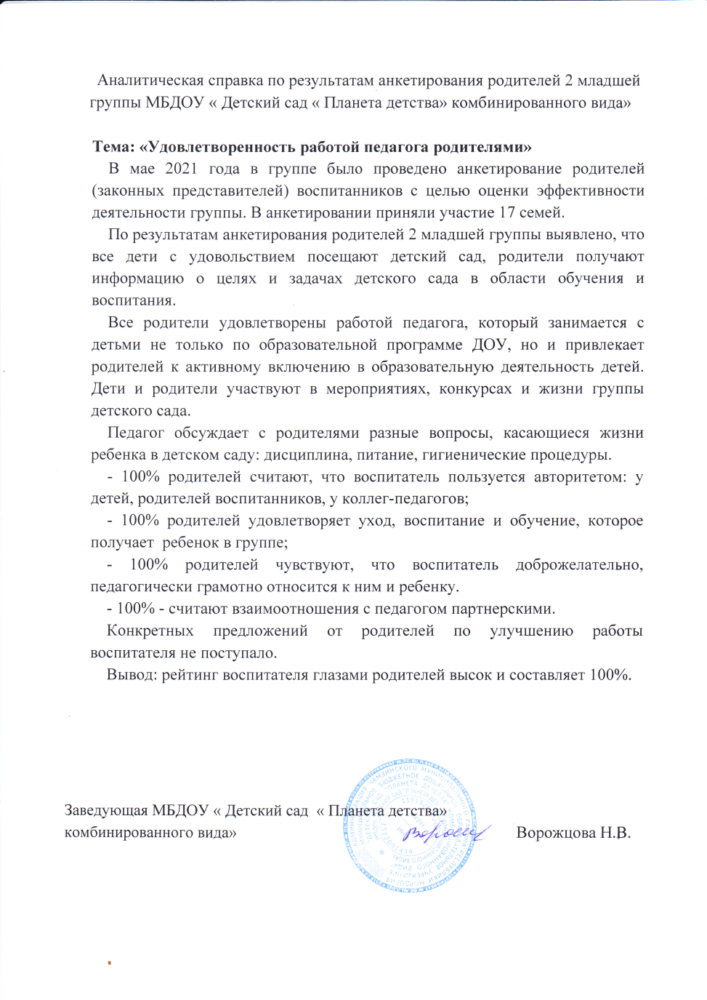 Аналитическая справка по результатам анкетирования родителей 2 младшей
группы МБДОУ « Детский сад « Планета детства» комбинированного вида»
Тема: «Удовлетворенность работой педагога родителями»
В мае 2021 года в группе было проведено анкетирование родителей
(законных представителей) воспитанников с целью оценки эффективности
деятельности группы. В анкетировании приняли участие 17 семей.
По результатам анкетирования родителей 2 младшей группы выявлено, что
все дети с удовольствием посещают детский сад, родители получают
информацию о целях и задачах детского сада в области обучения и
воспитания.
Все родители удовлетворены работой педагога, который занимается с
детьми не только по образовательной программе ДОУ, но и привлекает
родителей к активному включению в образовательную деятельность детей.
Дети и родители участвуют в мероприятиях, конкурсах и жизни группы
детского сада.
Педагог обсуждает с родителями разные вопросы, касающиеся жизни
ребенка в детском саду: дисциплина, питание, гигиенические процедуры.
- 100% родителей считают, что воспитатель пользуется авторитетом: у
детей, родителей воспитанников, у коллег-педагогов;
- 100% родителей удовлетворяет уход, воспитание и обучение, которое
получает ребенок в группе;
- 100% родителей чувствуют, что воспитатель доброжелательно,
педагогически грамотно относится к ним и ребенку.
- 100% - считают взаимоотношения с педагогом партнерскими.
Конкретных предложений от родителей по улучшению работы
воспитателя не поступало.
Вывод: рейтинг воспитателя глазами родителей высок и составляет 100%.
Заведующая МБДОУ « Детский сад « Планета детства»
комбинированного вида» Ворожцова Н.В.